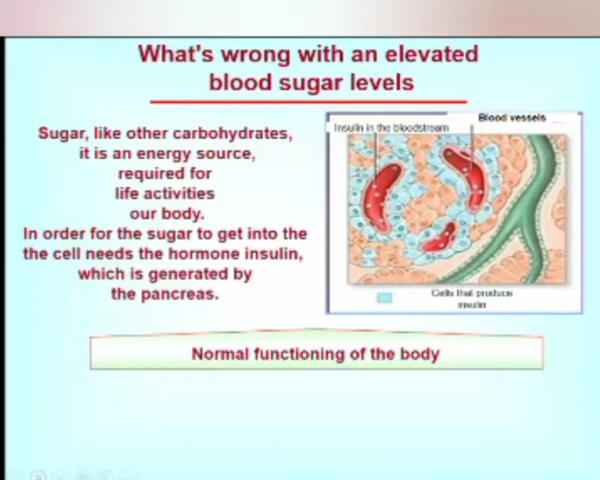 What's wrong with an elevated
blood sugar levels
Sugar, like other carbohydrates,
it is an energy source,
required for
life activities
our body.
In order for the sugar to get into the
the cell needs the hormone insulin,
which is generated by
the pancreas.
Blood vessels
Insulin in the bloodstream
Cells that produce
insulin
Normal functioning of the body